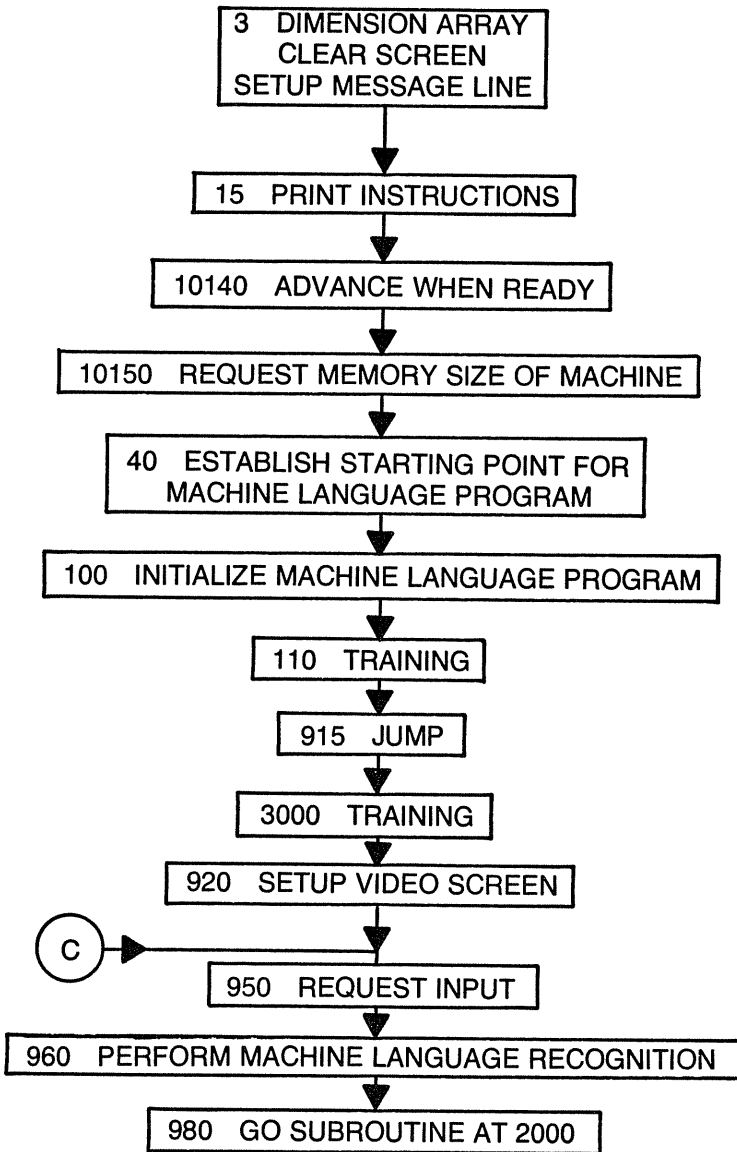 3 DIMENSION ARRAY
CLEAR SCREEN
SETUP MESSAGE LINE
15 PRINT INSTRUCTIONS
10140 ADVANCE WHEN READY
10150 REQUEST MEMORY SIZE OF MACHINE
40 ESTABLISH STARTING POINT FOR
MACHINE LANGUAGE PROGRAM
100 INITIALIZE MACHINE LANGUAGE PROGRAM
110 TRAINING
915 JUMP
3000 TRAINING
920 SETUP VIDEO SCREEN
C
950 REQUEST INPUT
960 PERFORM MACHINE LANGUAGE RECOGNITION
980 GO SUBROUTINE AT 2000